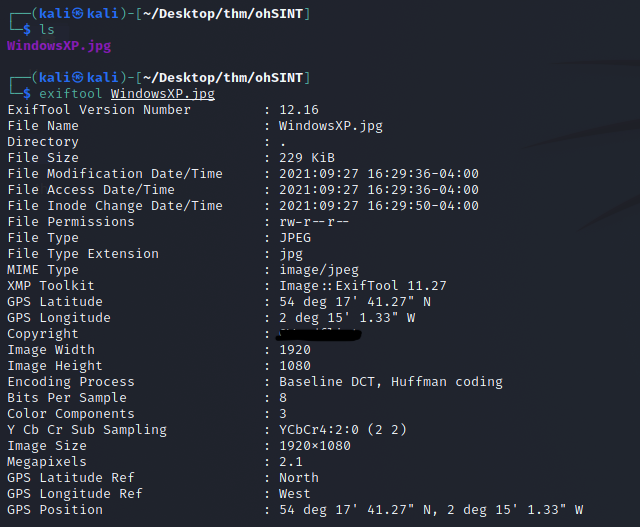 ┌──(kali㉿kali)-[~/Desktop/thm/ohSINT]
└─$ ls
WindowsXP.jpg
┌──(kali㉿kali)-[~/Desktop/thm/ohSINT]
└─$ exiftool WindowsXP.jpg
ExifTool Version Number : 12.16
File Name : WindowsXP.jpg
Directory : .
File Size : 229 KiB
File Modification Date/Time : 2021:09:27 16:29:36-04:00
File Access Date/Time : 2021:09:27 16:29:36-04:00
File Inode Change Date/Time : 2021:09:27 16:29:50-04:00
File Permissions : rw-r--r--
File Type : JPEG
File Type Extension : jpg
MIME Type : image/jpeg
XMP Toolkit : Image::ExifTool 11.27
GPS Latitude : 54 deg 17' 41.27" N
GPS Longitude : 2 deg 15' 1.33" W
Copyright :
Image Width : 1920
Image Height : 1080
Encoding Process : Baseline DCT, Huffman coding
Bits Per Sample : 8
Color Components : 3
Y Cb Cr Sub Sampling : YCbCr4:2:0 (2 2)
Image Size : 1920×1080
Megapixels : 2.1
GPS Latitude Ref : North
GPS Longitude Ref : West
GPS Position : 54 deg 17' 41.27" N, 2 deg 15' 1.33" W